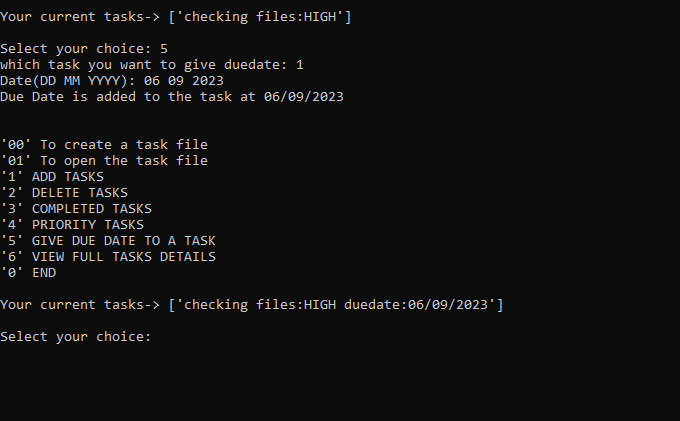 Your current tasks-> ['checking files:HIGH']
Select your choice: 5
which task you want to give duedate: 1
Date(DD MM YYYY): 06 09 2023
Due Date is added to the task at 06/09/2023
'00' To create a task file
'01' To open the task file
'1' ADD TASKS
'2' DELETE TASKS
'3' COMPLETED TASKS
'4' PRIORITY TASKS
'5' GIVE DUE DATE TO A TASK
'6' VIEW FULL TASKS DETAILS
'0' END
Your current tasks-> ['checking files:HIGH duedate:06/09/2023']
Select your choice: